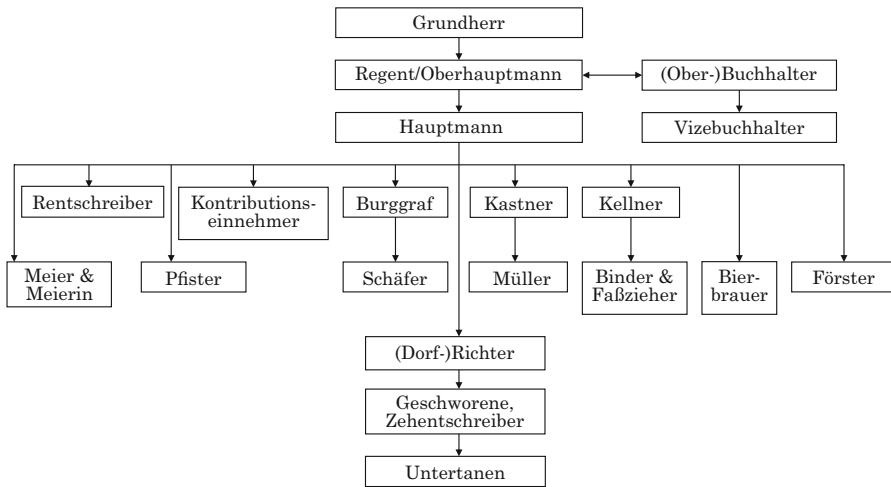 Grundherr
Regent/Oberhauptmann
(Ober-)Buchhalter
Hauptmann
Vizebuchhalter
Rentschreiber
Kontributions-
einnehmer
Burggraf
Kastner
Kellner
Meier &
Meierin
Pfister
Schäfer
Müller
Binder &
Faßzieher
Bier-
brauer
Förster
(Dorf-)Richter
Geschworene,
Zehentschreiber
Untertanen